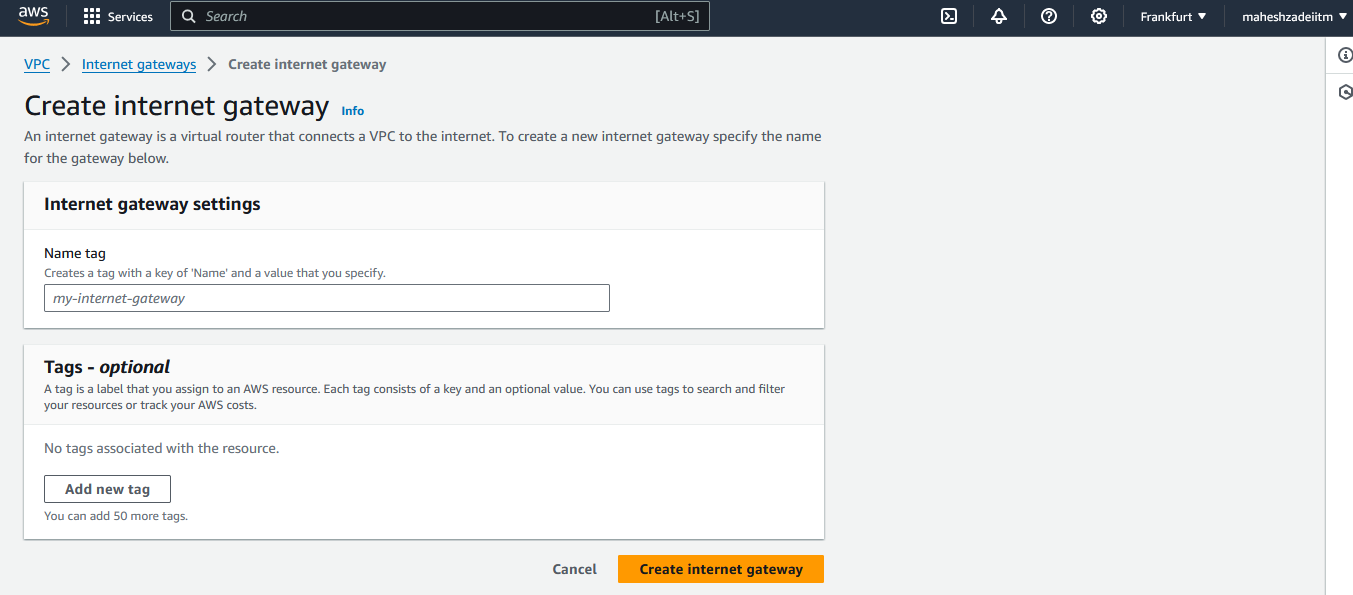 aws
Services
Search
[Alt+S]
Frankfurt
maheshzadeiitm
VPC
Internet gateways
Create internet gateway
Create internet gateway
Info
An internet gateway is a virtual router that connects a VPC to the internet. To create a new internet gateway specify the name
for the gateway below.
Internet gateway settings
Name tag
Creates a tag with a key of 'Name' and a value that you specify.
my-internet-gateway
Tags - optional
A tag is a label that you assign to an AWS resource. Each tag consists of a key and an optional value. You can use tags to search and filter
your resources or track your AWS costs.
No tags associated with the resource.
Add new tag
You can add 50 more tags.
Cancel
Create internet gateway